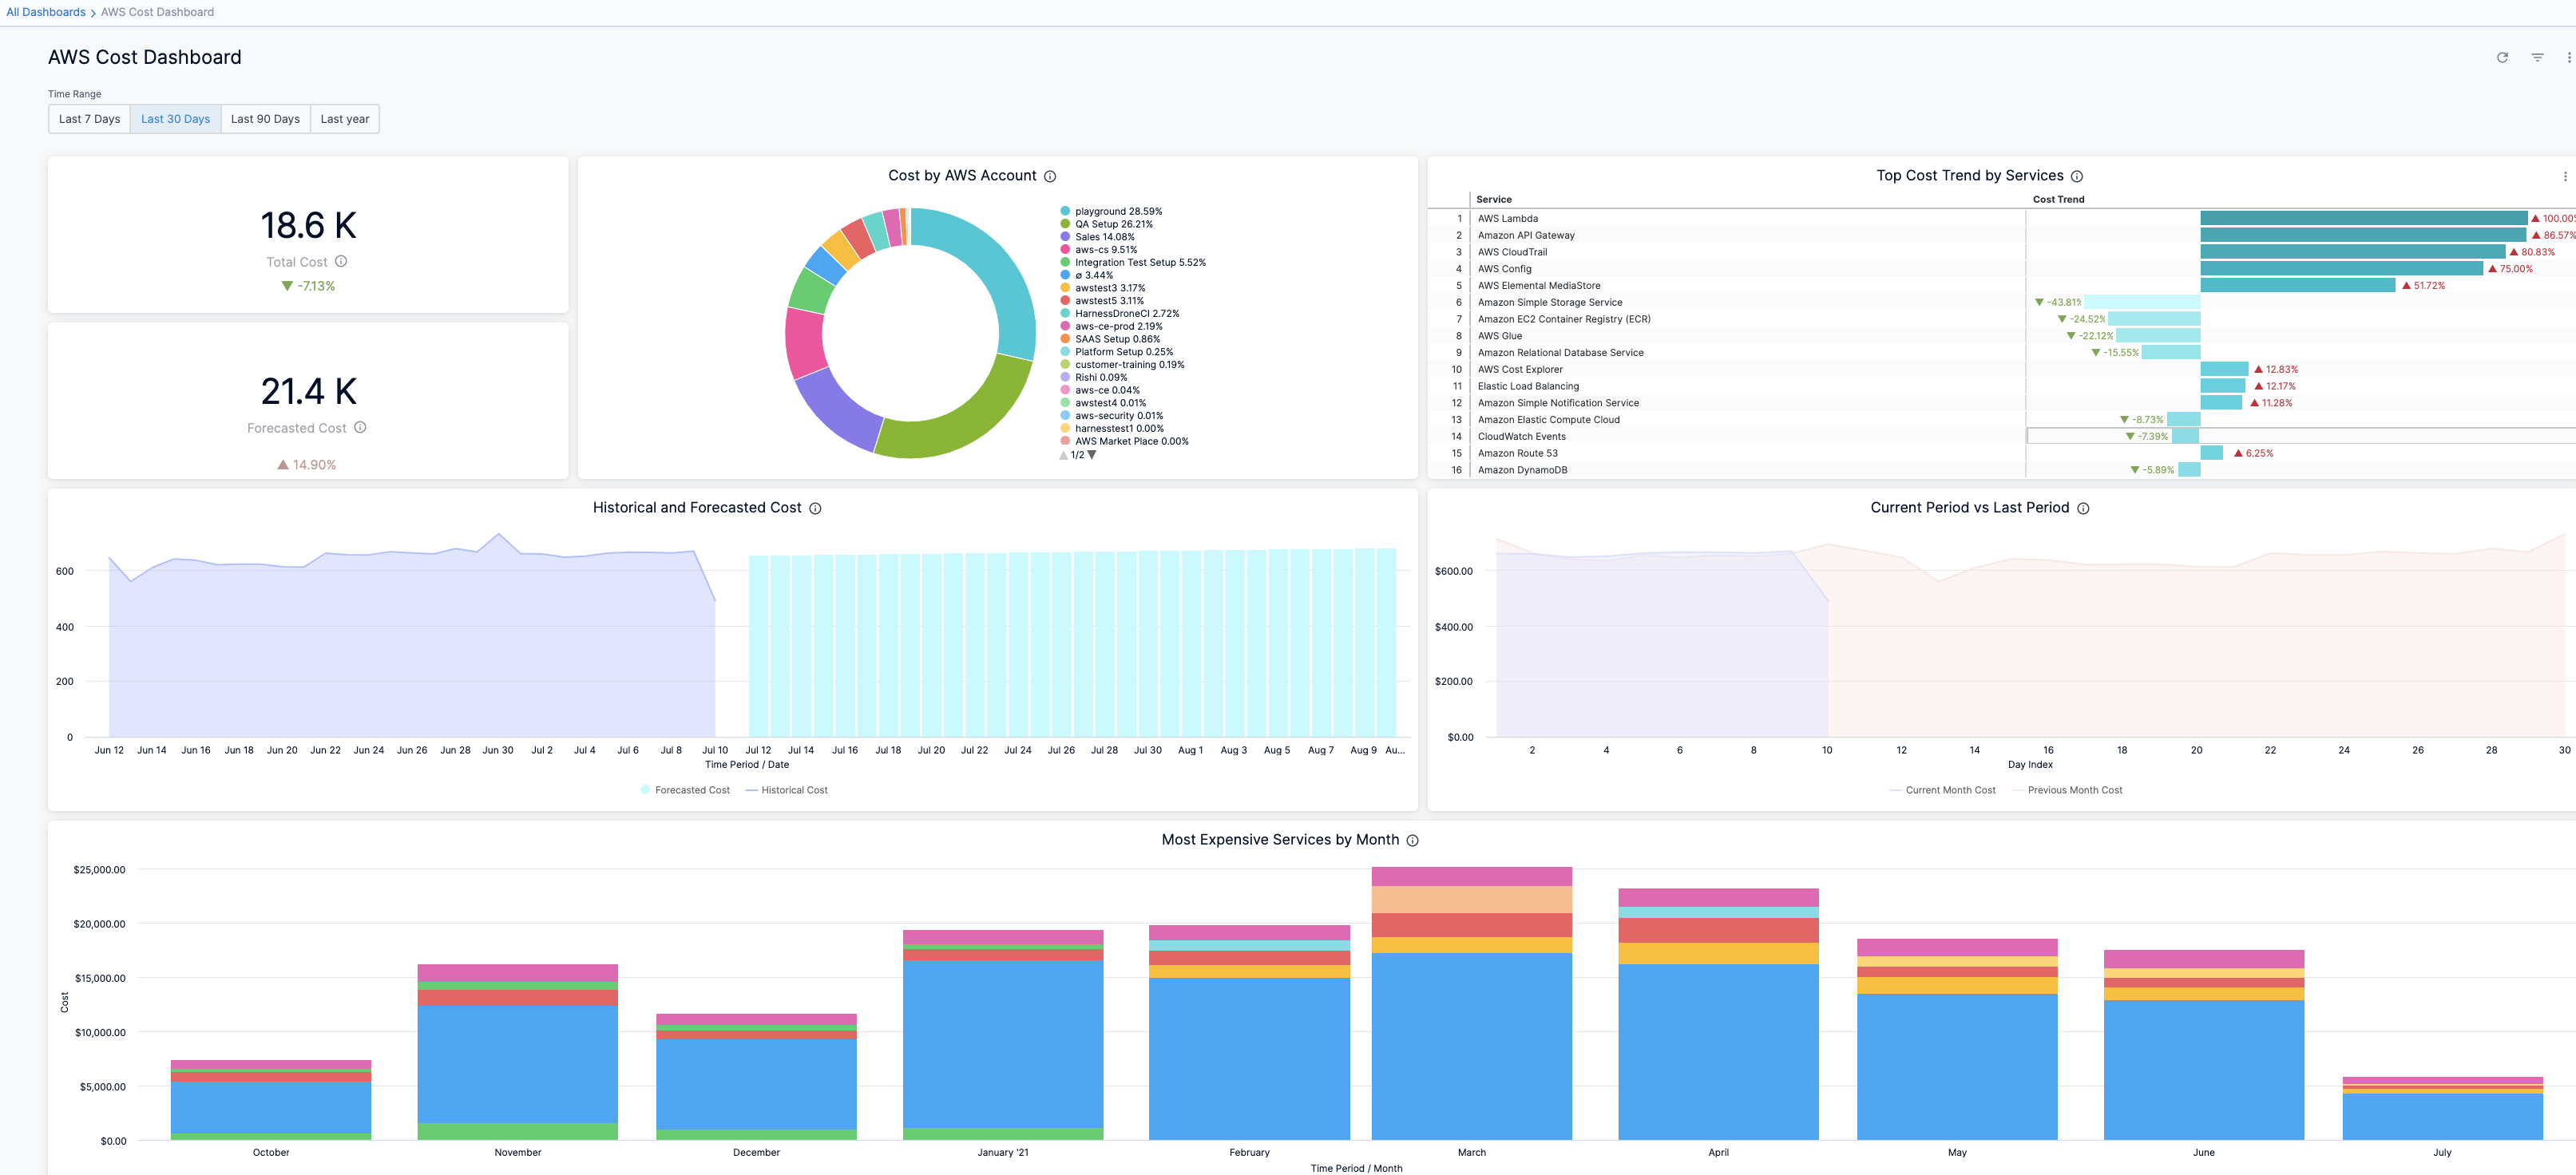 All Dashboards > AWS Cost Dashboard
AWS Cost Dashboard
Time Range
Last 7 Days Last 30 Days Last 90 Days Last year
18.6 K
Total Cost
▼ -7.13%
21.4 K
Forecasted Cost
▲ 14.90%
Cost by AWS Account
playground 28.59%
QA Setup 26.21%
Sales 14.08%
aws-cs 9.51%
Integration Test Setup 5.52%
ø 3.44%
awstest3 3.17%
awstest5 3.11%
HarnessDroneCI 2.72%
aws-ce-prod 2.19%
SAAS Setup 0.86%
Platform Setup 0.25%
customer-training 0.19%
Rishi 0.09%
aws-ce 0.04%
awstest4 0.01%
aws-security 0.01%
harnesstest1 0.00%
AWS Market Place 0.00%
▲ 1/2 ▼
Top Cost Trend by Services
Service Cost Trend
1 AWS Lambda ▲ 100.00%
2 Amazon API Gateway ▲ 86.57%
3 AWS CloudTrail ▲ 80.83%
4 AWS Config ▲ 75.00%
5 AWS Elemental MediaStore ▲ 51.72%
6 Amazon Simple Storage Service ▼ -43.81%
7 Amazon EC2 Container Registry (ECR) ▼ -24.52%
8 AWS Glue ▼ -22.12%
9 Amazon Relational Database Service ▼ -15.55%
10 AWS Cost Explorer ▲ 12.83%
11 Elastic Load Balancing ▲ 12.17%
12 Amazon Simple Notification Service ▲ 11.28%
13 Amazon Elastic Compute Cloud ▼ -8.73%
14 CloudWatch Events ▼ -7.39%
15 Amazon Route 53 ▲ 6.25%
16 Amazon DynamoDB ▼ -5.89%
Historical and Forecasted Cost
600
400
200
0
Jun 12 Jun 14 Jun 16 Jun 18 Jun 20 Jun 22 Jun 24 Jun 26 Jun 28 Jun 30 Jul 2 Jul 4 Jul 6 Jul 8 Jul 10 Jul 12 Jul 14 Jul 16 Jul 18 Jul 20 Jul 22 Jul 24 Jul 26 Jul 28 Jul 30 Aug 1 Aug 3 Aug 5 Aug 7 Aug 9 Au...
Time Period / Date
Forecasted Cost Historical Cost
Current Period vs Last Period
$600.00
$400.00
$200.00
$0.00
2 4 6 8 10 12 14 16 18 20 22 24 26 28 30
Day Index
Current Month Cost Previous Month Cost
Most Expensive Services by Month
$25,000.00
$20,000.00
$15,000.00
$10,000.00
$5,000.00
$0.00
Cost
October November December January '21 February March April May June July
Time Period / Month